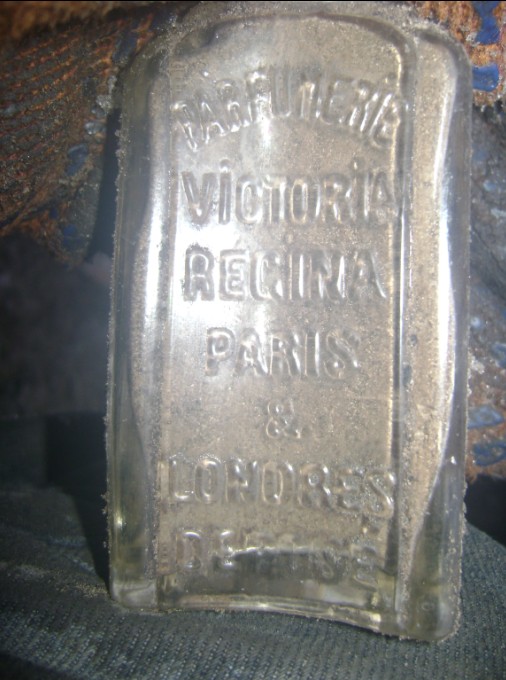 PARFUMERIE
VICTORIA
REGINA
PARIS
&
LONDRES